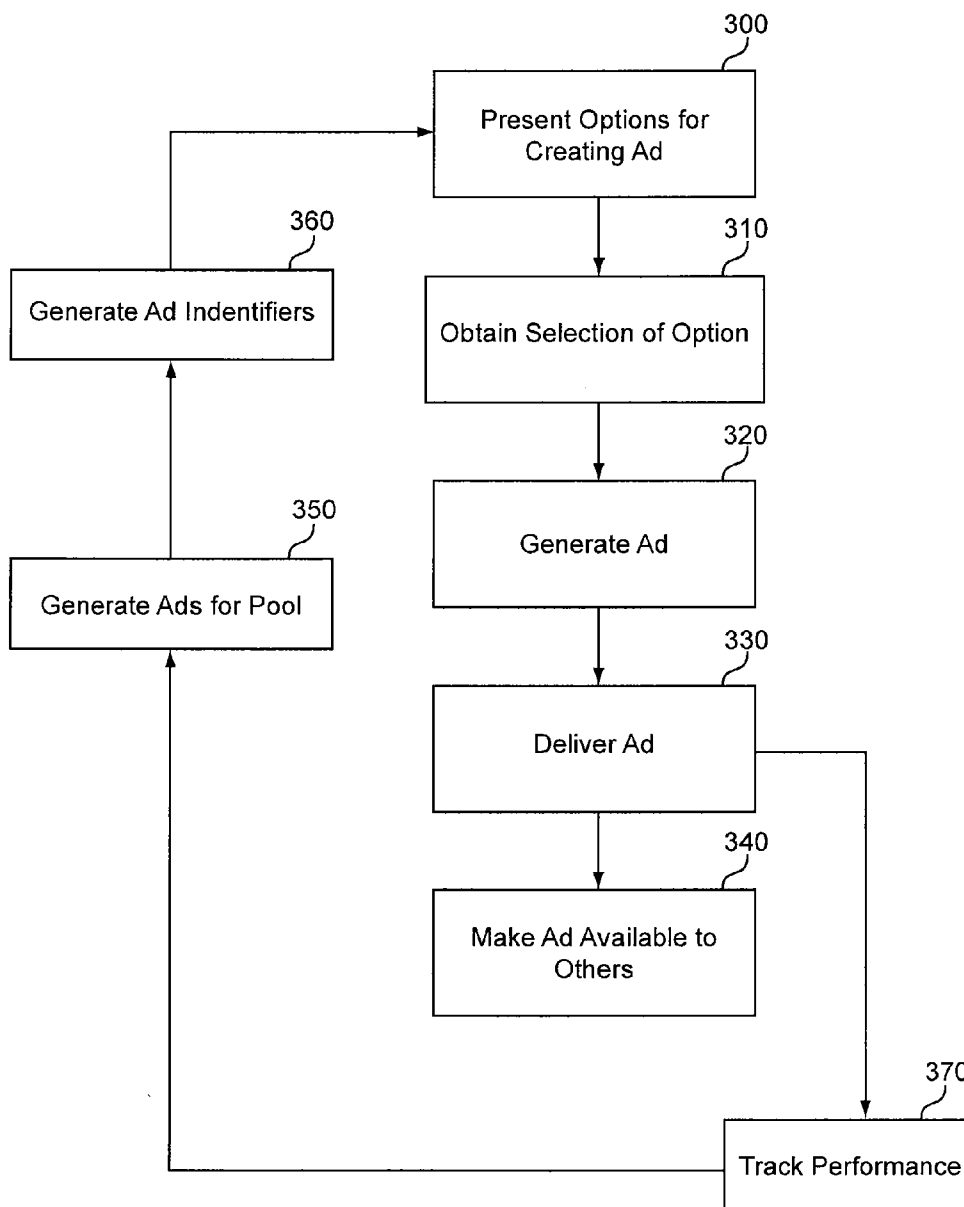 300
Present Options for
Creating Ad
360
Generate Ad Indentifiers
310
Obtain Selection of Option
320
Generate Ad
350
Generate Ads for Pool
330
Deliver Ad
340
Make Ad Available to
Others
370
Track Performance